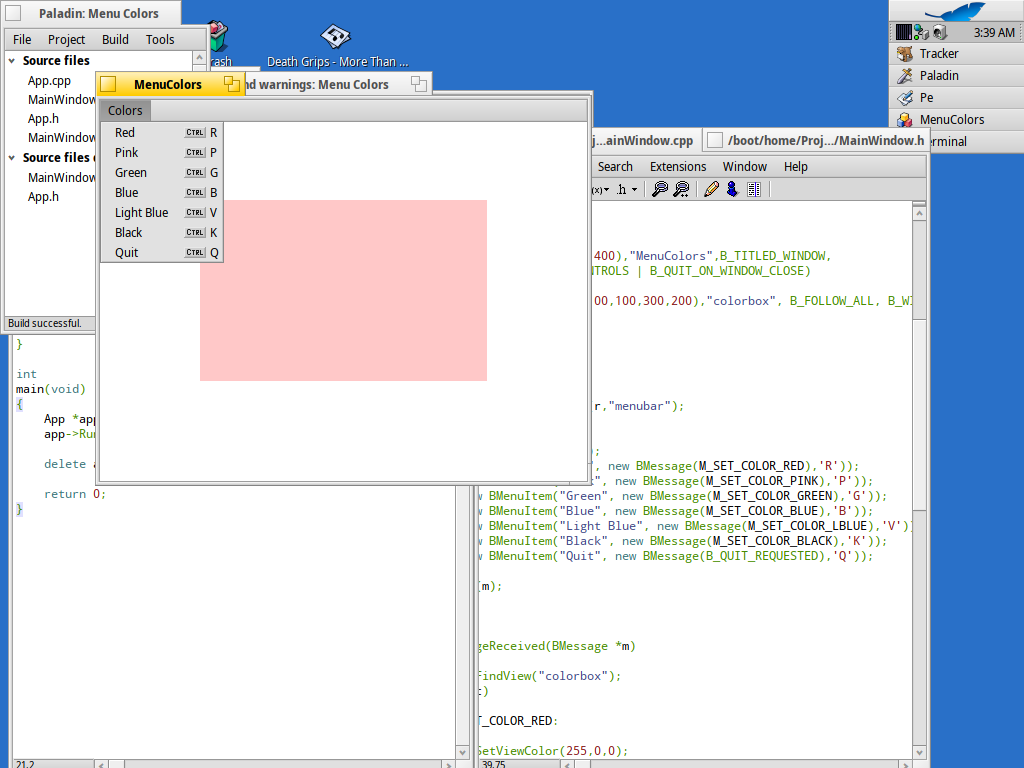 Paladin: Menu Colors
File Project Build Tools
Source files
App.cpp
MainWindow
App.h
MainWindow
Source files
MainWindow
App.h
Build successful.
rash
Death Grips - More Than ...
3:39 AM
Tracker
Paladin
Pe
MenuColors
erminal
MenuColors
nd warnings: Menu Colors
Colors
Red CTRL R
Pink CTRL P
Green CTRL G
Blue CTRL B
Light Blue CTRL V
Black CTRL K
Quit CTRL Q
j...ainWindow.cpp
/boot/home/Proj.../MainWindow.h
Search Extensions Window Help
(x) .h
400),"MenuColors",B_TITLED_WINDOW,
NTROLS | B_QUIT_ON_WINDOW_CLOSE)
00,100,300,200),"colorbox", B_FOLLOW_ALL, B_WI
r,"menubar");
;
", new BMessage(M_SET_COLOR_RED),'R'));
", new BMessage(M_SET_COLOR_PINK),'P'));
w BMenuItem("Green", new BMessage(M_SET_COLOR_GREEN),'G'));
w BMenuItem("Blue", new BMessage(M_SET_COLOR_BLUE),'B'));
w BMenuItem("Light Blue", new BMessage(M_SET_COLOR_LBLUE),'V')
w BMenuItem("Black", new BMessage(M_SET_COLOR_BLACK),'K'));
w BMenuItem("Quit", new BMessage(B_QUIT_REQUESTED),'Q'));
(m);
geReceived(BMessage *m)
FindView("colorbox");
)
T_COLOR_RED:
SetViewColor(255,0,0);
39,75
}
int
main(void)
{
App *app
app->Ru
delete
return 0;
}
21,2